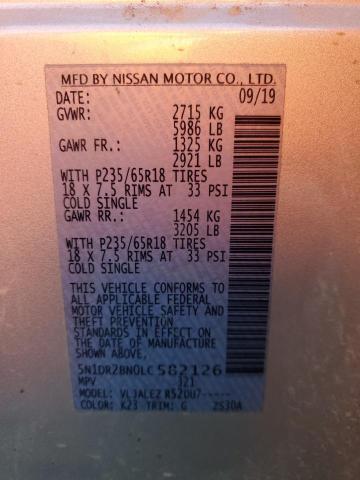 MFD BY NISSAN MOTOR CO., LTD.
DATE: 09/19
GVWR: 2715 KG
5986 LB
GAWR FR: 1325 KG
2921 LB
WITH P235/65R18 TIRES
18 X 7.5 RIMS AT 33 PSI
COLD SINGLE
GAWR RR: 1454 KG
3205 LB
WITH P235/65R18 TIRES
18 X 7.5 RIMS AT 33 PSI
COLD SINGLE
THIS VEHICLE CONFORMS TO
ALL APPLICABLE FEDERAL
MOTOR VEHICLE SAFETY AND
THEFT PREVENTION
STANDARDS IN EFFECT ON
THE DATE OF MANUFACTURE
SHOWN ABOVE.
5N1DR2BN0LC582126
MPV 321
MODEL: VLJALEZ R52UU7-----
COLOR: K23 TRIM: G 2S30A